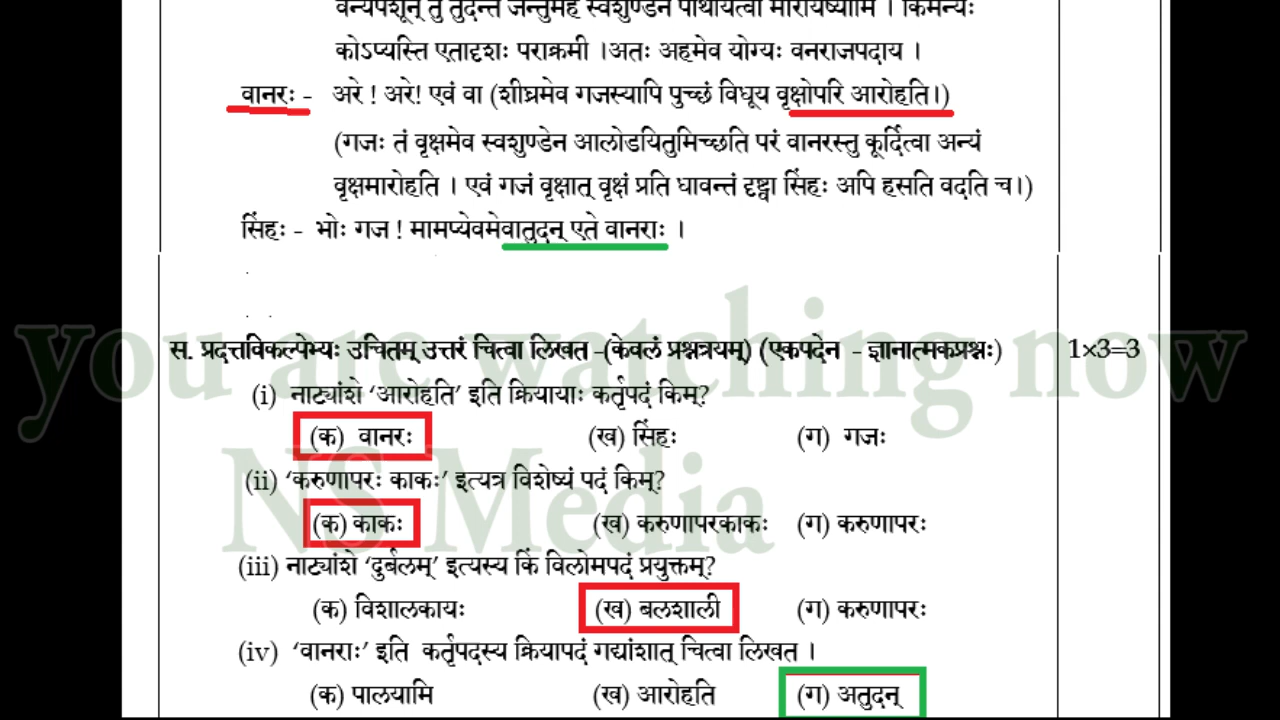 वन्यपशून् तु तुदन्तं जन्तुमहं स्वशुण्डेन पोथयित्वा मारयिष्यामि । किमन्यः
कोऽप्यस्ति एतादृशः पराक्रमी ।अतः अहमेव योग्यः वनराजपदाय ।
वानरः - अरे ! अरे! एवं वा (शीघ्रमेव गजस्यापि पुच्छं विधूय वृक्षोपरि आरोहति।)
(गजः तं वृक्षमेव स्वशुण्डेन आलोडयितुमिच्छति परं वानरस्तु कूर्दित्वा अन्यं
वृक्षमारोहति । एवं गजं वृक्षात् वृक्षं प्रति धावन्तं दृष्ट्वा सिंहः अपि हसति वदति च।)
सिंहः - भोः गज ! मामप्येवमेवातुदन् एते वानराः ।
स. प्रदत्तविकल्पेभ्यः उचितम् उत्तरं चित्वा लिखत -(केवलं प्रश्नत्रयम्) (एकपदेन - ज्ञानात्मकप्रश्नः) 1×3=3
(i) नाट्यांशे ‘आरोहति’ इति क्रियायाः कर्तृपदं किम्?
(क) वानरः (ख) सिंहः (ग) गजः
(ii) ‘करुणापरः काकः’ इत्यत्र विशेष्यं पदं किम्?
(क) काकः (ख) करुणापरकाकः (ग) करुणापरः
(iii) नाट्यांशे ‘दुर्बलम्’ इत्यस्य किं विलोमपदं प्रयुक्तम्?
(क) विशालकायः (ख) बलशाली (ग) करुणापरः
(iv) ‘वानराः’ इति कर्तृपदस्य क्रियापदं गद्यांशात् चित्वा लिखत ।
(क) पालयामि (ख) आरोहति (ग) अतुदन्
you are watching now
NS Media